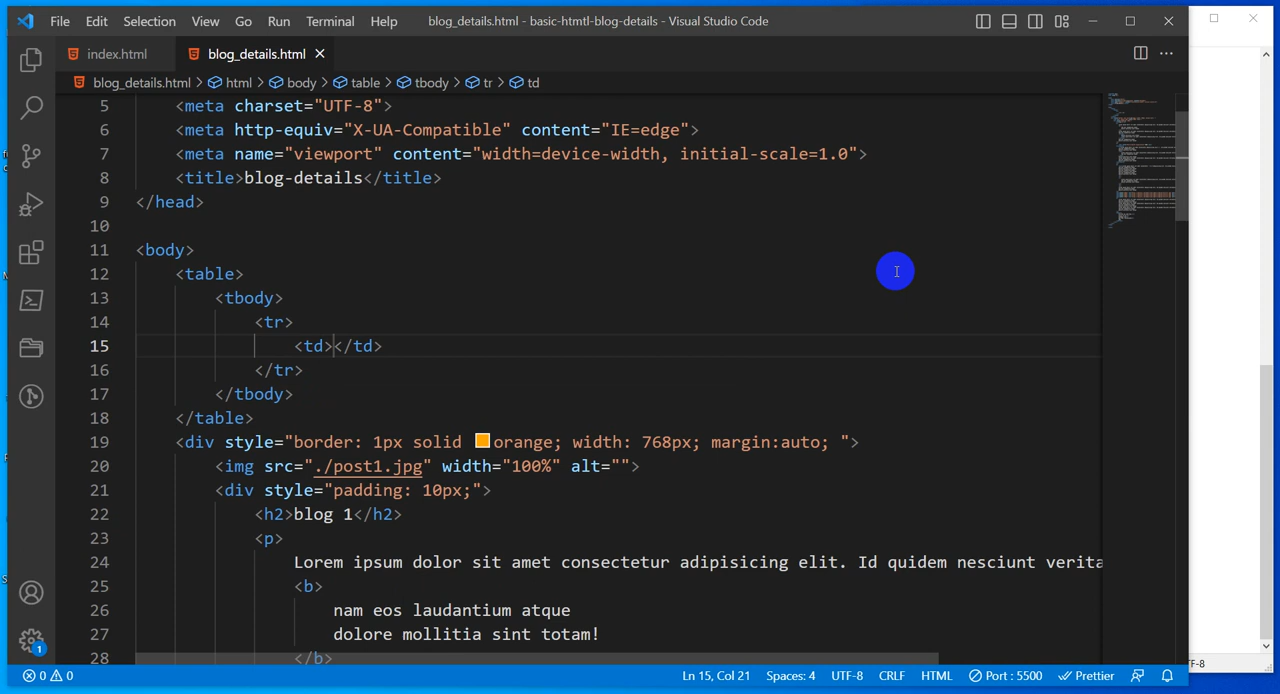 File Edit Selection View Go Run Terminal Help blog_details.html - basic-htmtl-blog-details - Visual Studio Code
index.html blog_details.html
blog_details.html > html > body > table > tbody > tr > td
5 <meta charset="UTF-8">
6 <meta http-equiv="X-UA-Compatible" content="IE=edge">
7 <meta name="viewport" content="width=device-width, initial-scale=1.0">
8 <title>blog-details</title>
9 </head>
10
11 <body>
12 <table>
13 <tbody>
14 <tr>
15 <td></td>
16 </tr>
17 </tbody>
18 </table>
19 <div style="border: 1px solid orange; width: 768px; margin:auto; ">
20 <img src="./post1.jpg" width="100%" alt="">
21 <div style="padding: 10px;">
22 <h2>blog 1</h2>
23 <p>
24 Lorem ipsum dolor sit amet consectetur adipisicing elit. Id quidem nesciunt verita
25 <b>
26 nam eos laudantium atque
27 dolore mollitia sint totam!
28 </b>
1
0 0 Ln 15, Col 21 Spaces: 4 UTF-8 CRLF HTML Port : 5500 Prettier
TF-8